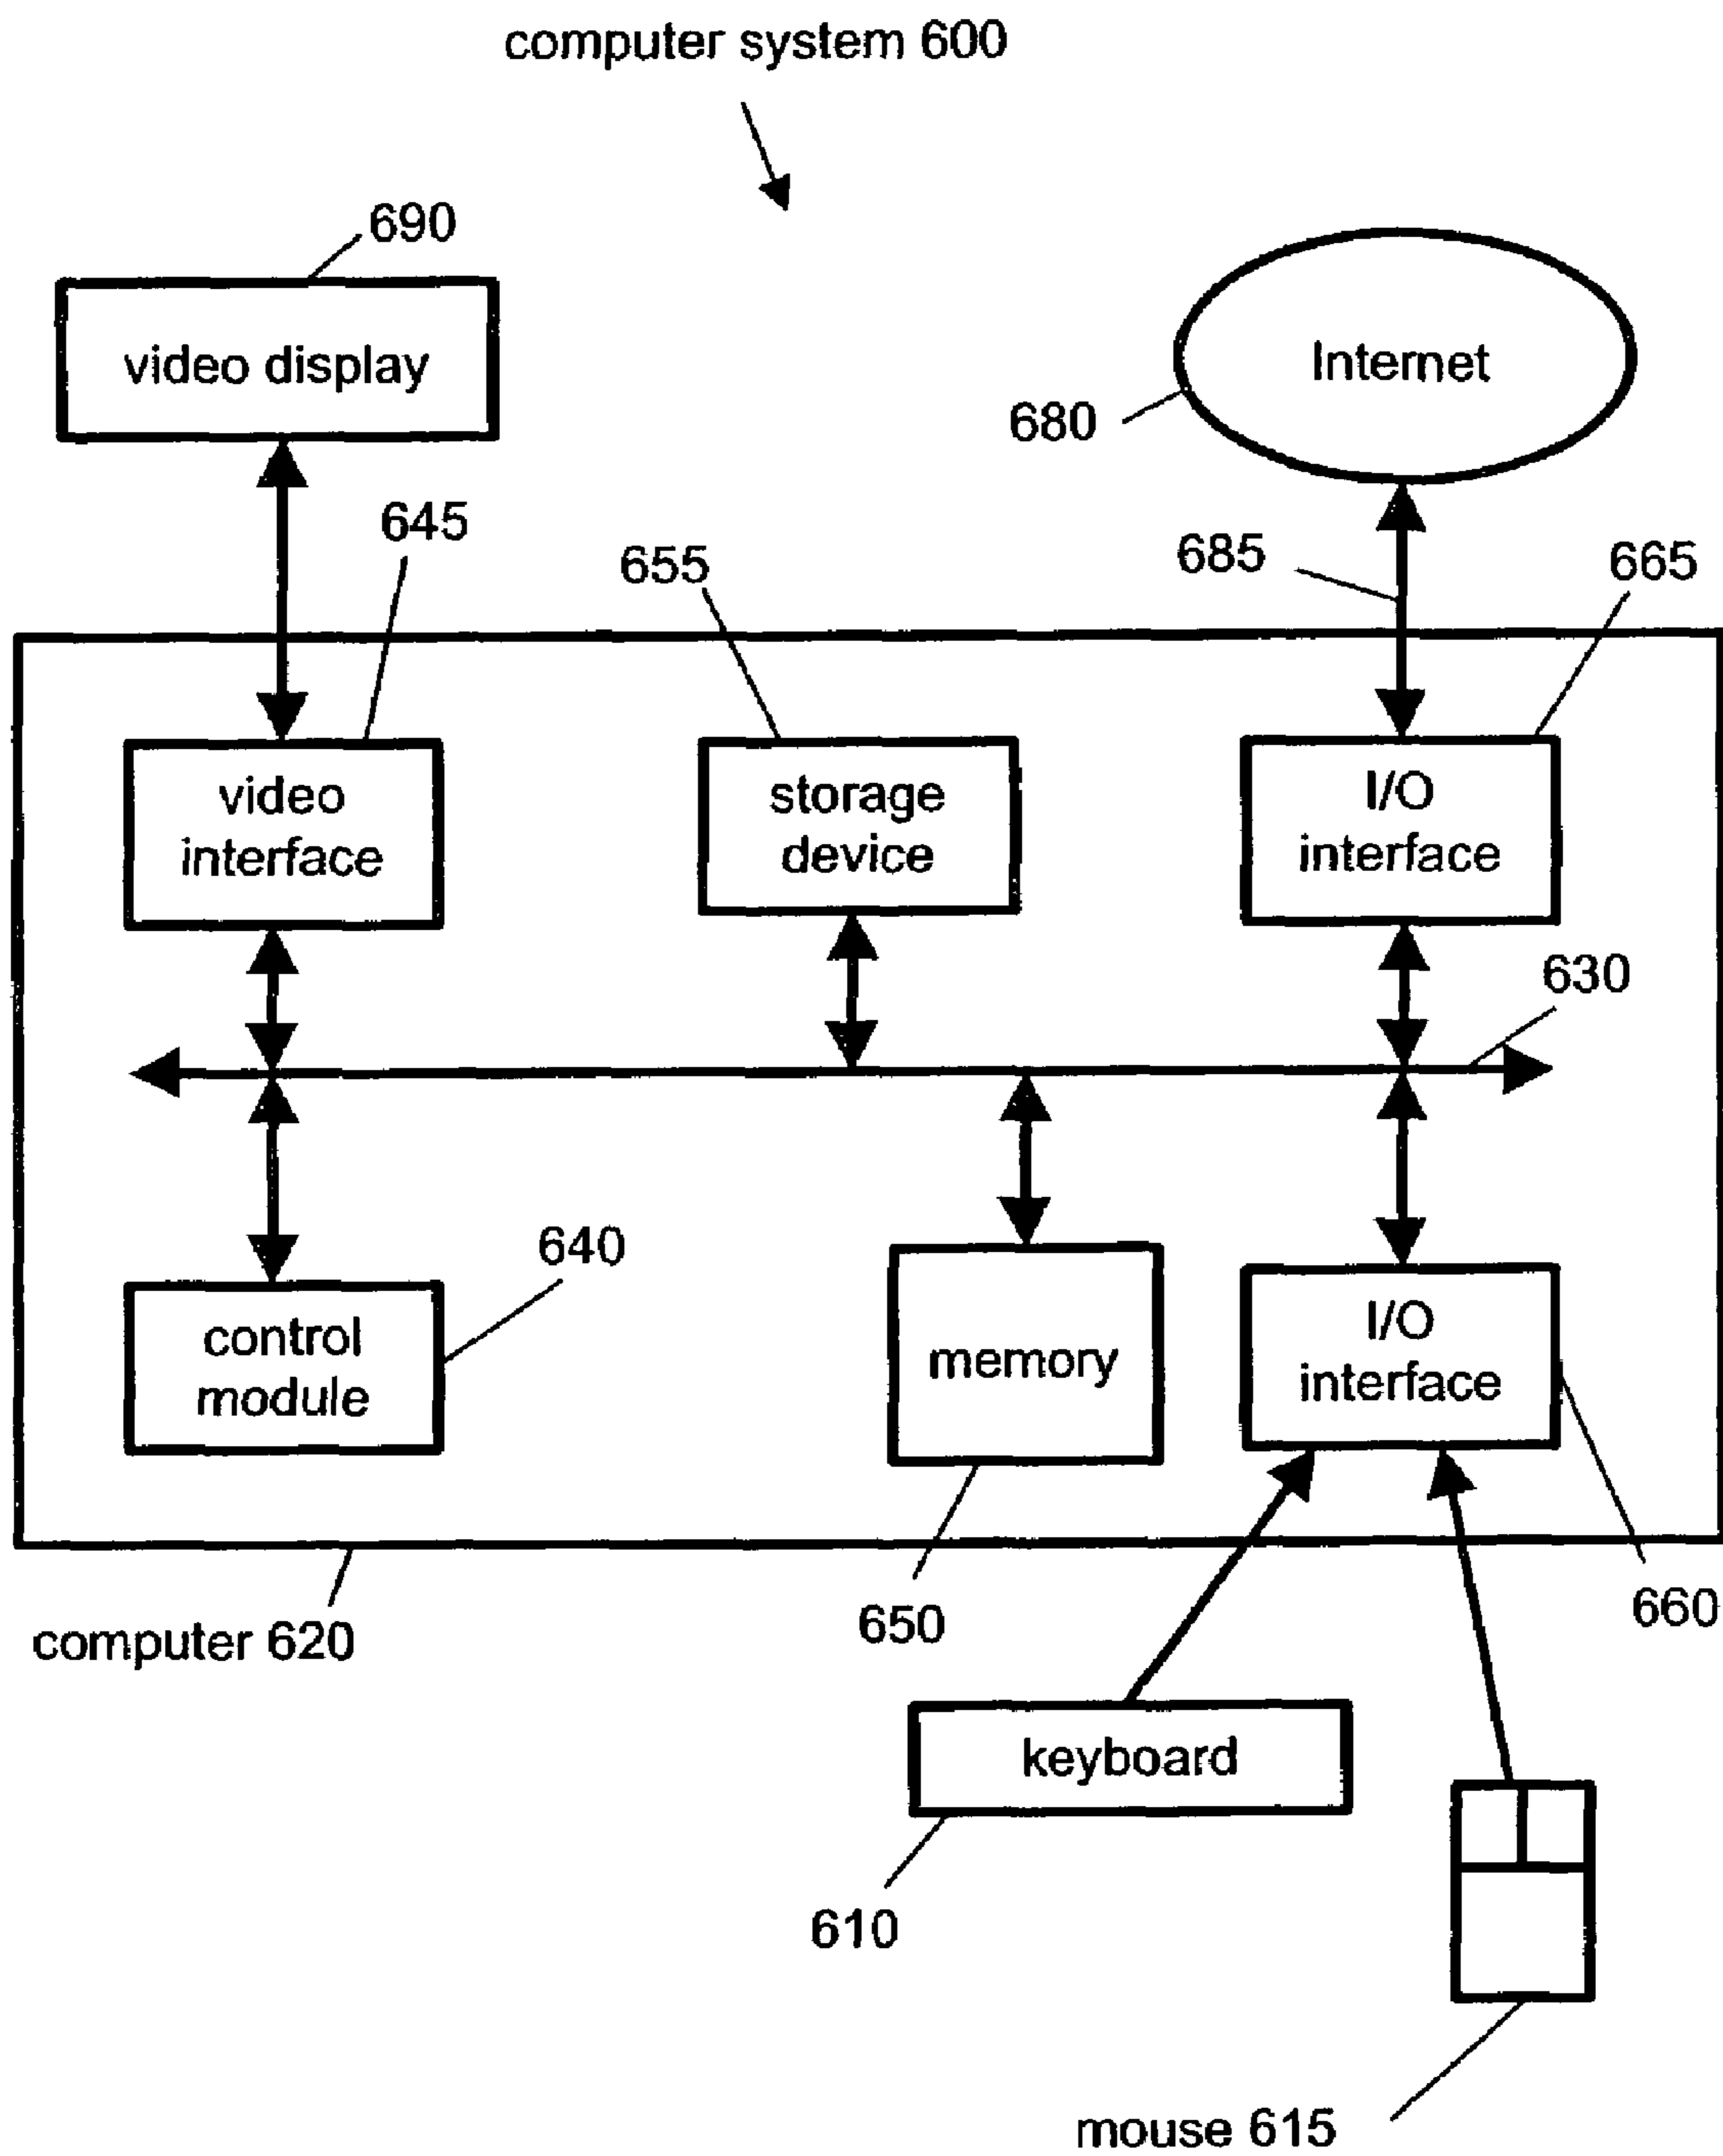 computer system 600
690
video display
Internet
680
645
655
685
665
video
interface
storage
device
I/O
interface
630
640
control
module
memory
I/O
interface
650
660
computer 620
keyboard
610
mouse 615